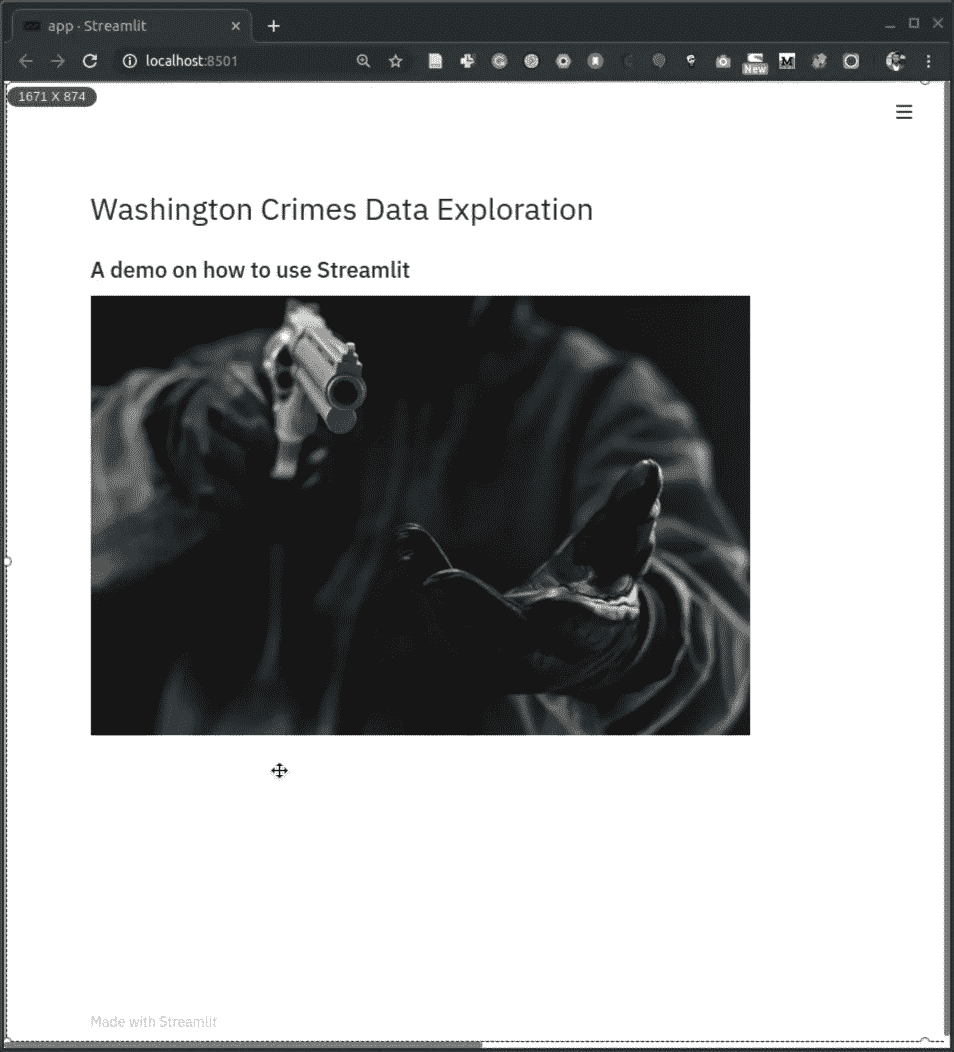 app · Streamlit
localhost:8501
New
M
1671 X 874
Washington Crimes Data Exploration
A demo on how to use Streamlit
Made with Streamlit